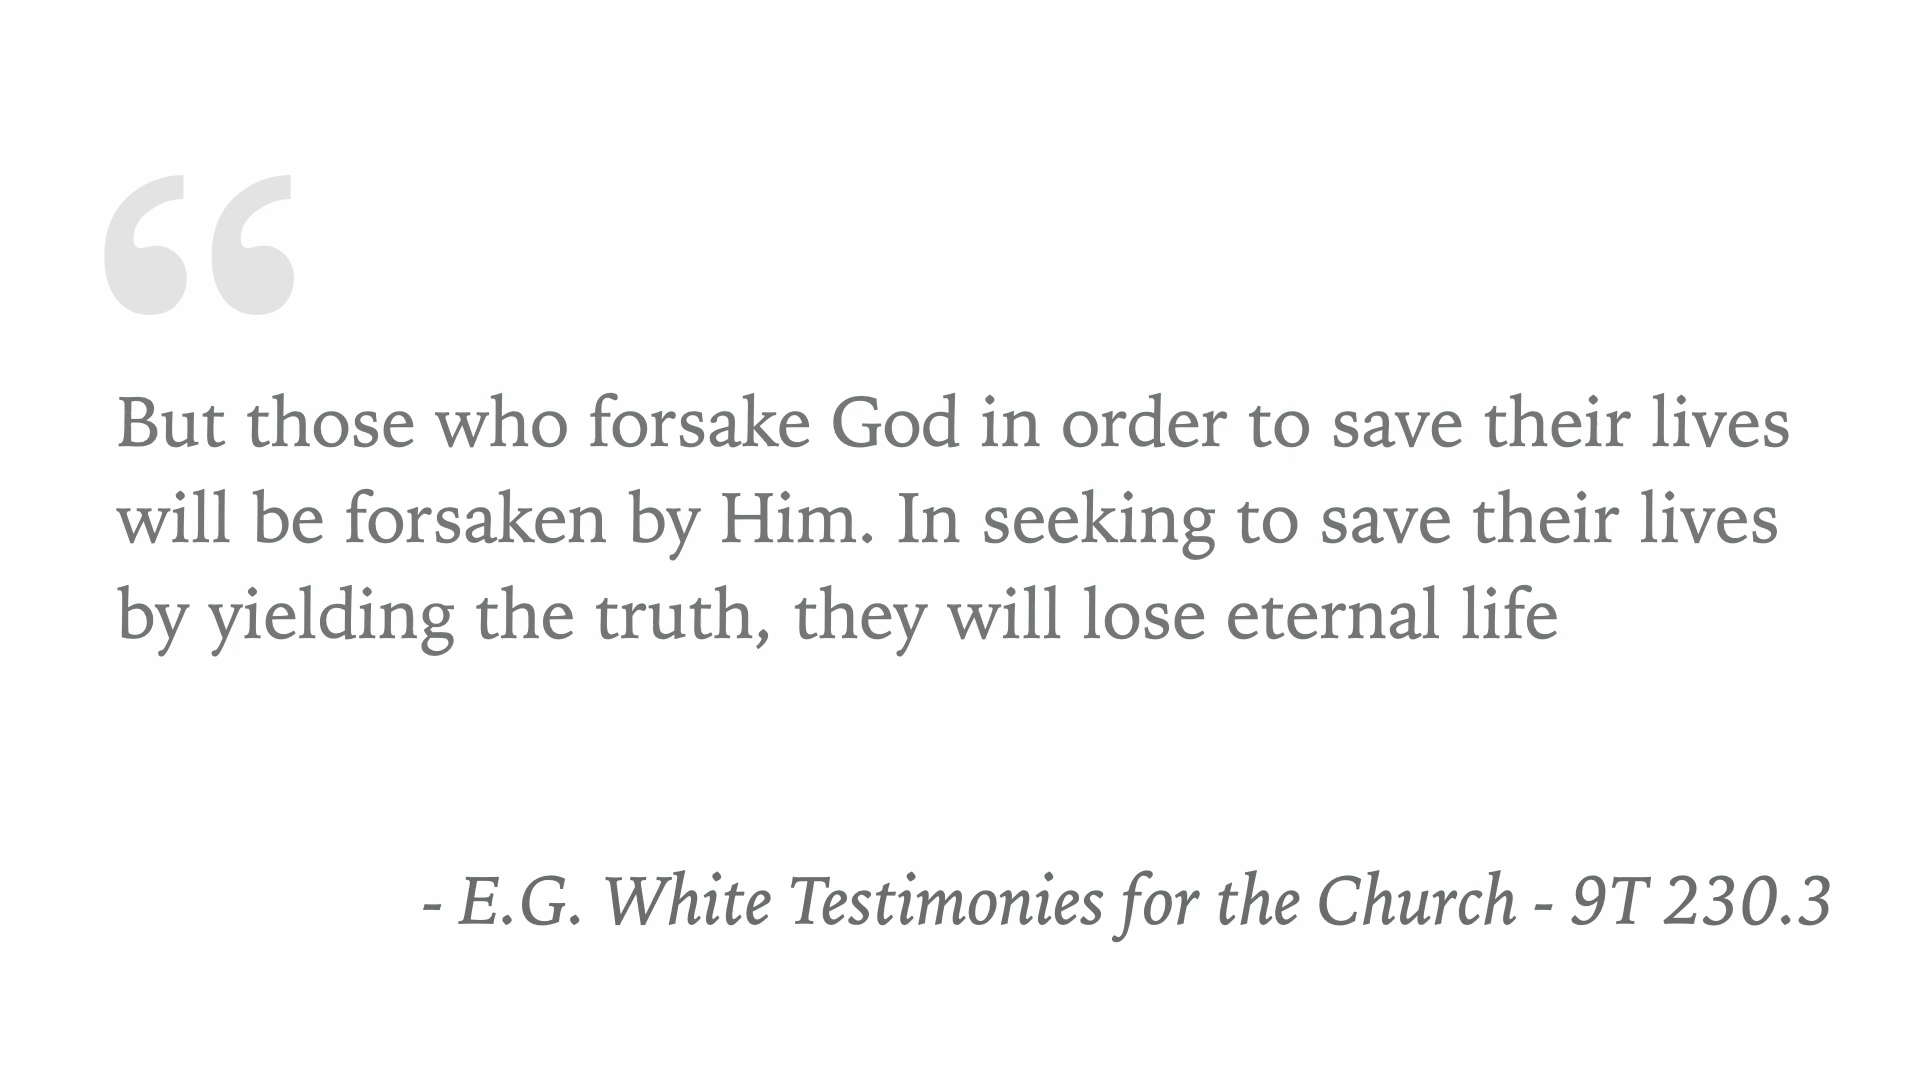 “
But those who forsake God in order to save their lives
will be forsaken by Him. In seeking to save their lives
by yielding the truth, they will lose eternal life
- E.G. White Testimonies for the Church - 9T 230.3